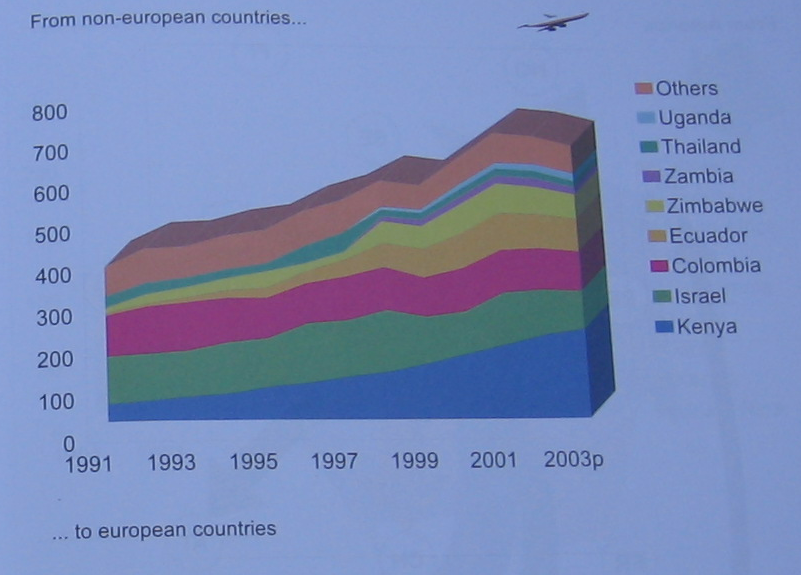 From non-european countries...
800
700
600
500
400
300
200
100
0
1991 1993 1995 1997 1999 2001 2003p
Others
Uganda
Thailand
Zambia
Zimbabwe
Ecuador
Colombia
Israel
Kenya
... to european countries